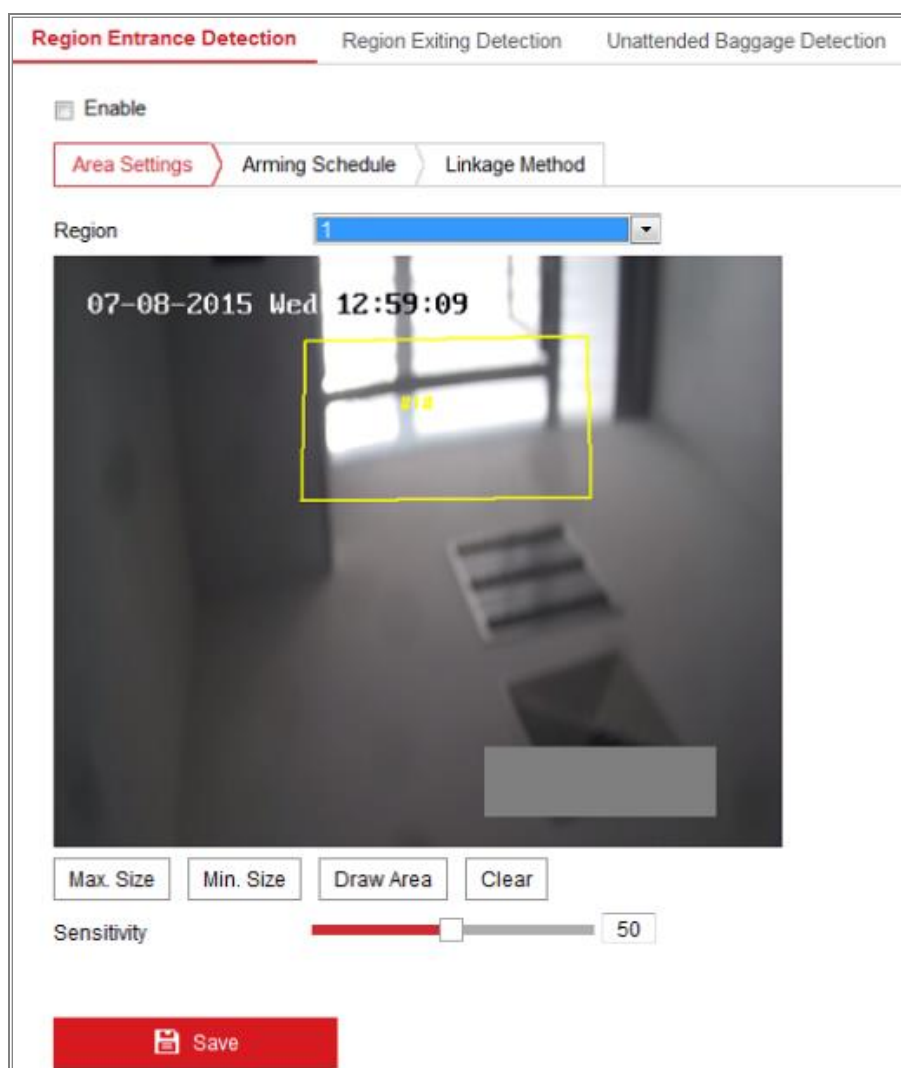 Region Entrance Detection Region Exiting Detection Unattended Baggage Detection
Enable
Area Settings Arming Schedule Linkage Method
Region 1
07-08-2015 Wed 12:59:09
#1#
Max. Size Min. Size Draw Area Clear
Sensitivity 50
Save